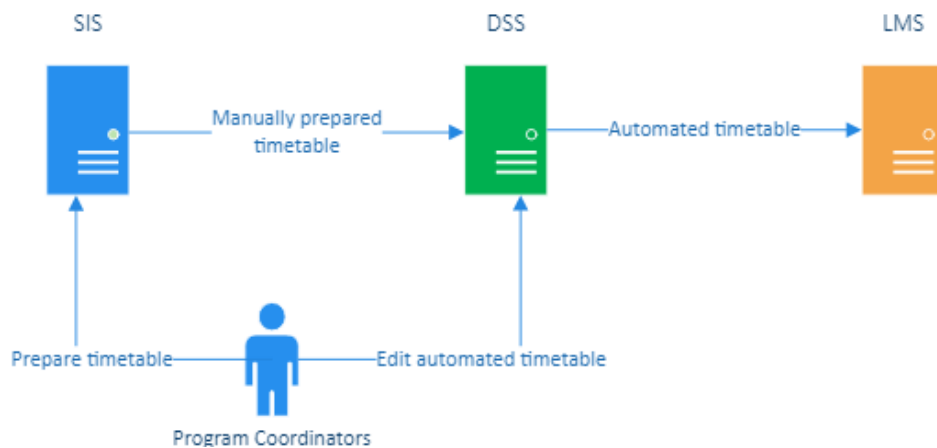 SIS
DSS
LMS
Manually prepared
timetable
Automated timetable
Prepare timetable
Edit automated timetable
Program Coordinators